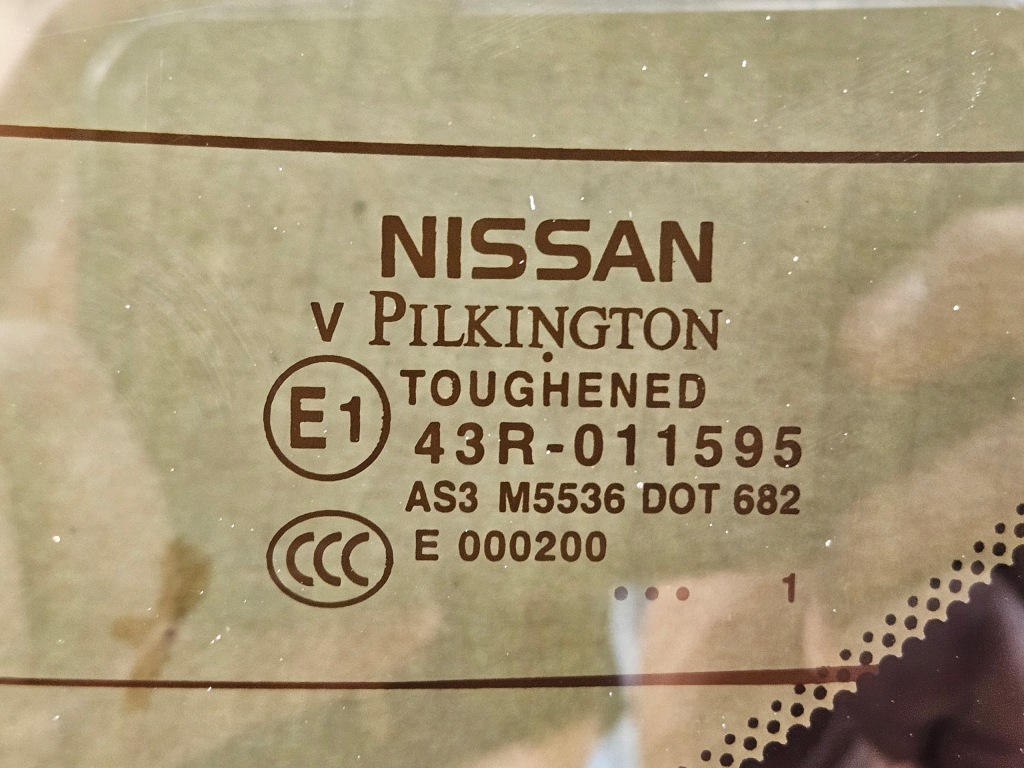 NISSAN
V PILKINGTON
E1 TOUGHENED
43R-011595
AS3 M5536 DOT 682
CCC E 000200
... 1